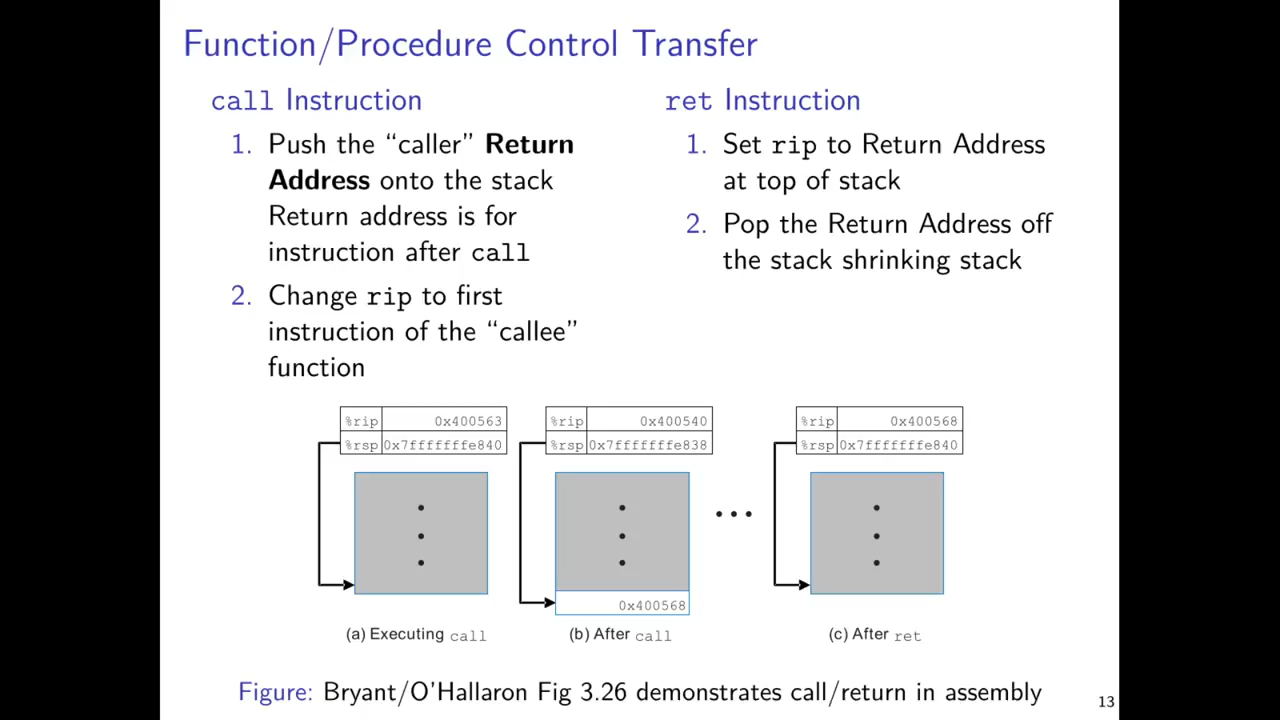 Function/Procedure Control Transfer
call Instruction
1. Push the “caller” Return
Address onto the stack
Return address is for
instruction after call
2. Change rip to first
instruction of the “callee”
function
ret Instruction
1. Set rip to Return Address
at top of stack
2. Pop the Return Address off
the stack shrinking stack
%rip 0x400563
%rsp 0x7fffffffe840
(a) Executing call
%rip 0x400540
%rsp 0x7fffffffe838
0x400568
(b) After call
%rip 0x400568
%rsp 0x7fffffffe840
(c) After ret
Figure: Bryant/O’Hallaron Fig 3.26 demonstrates call/return in assembly
13